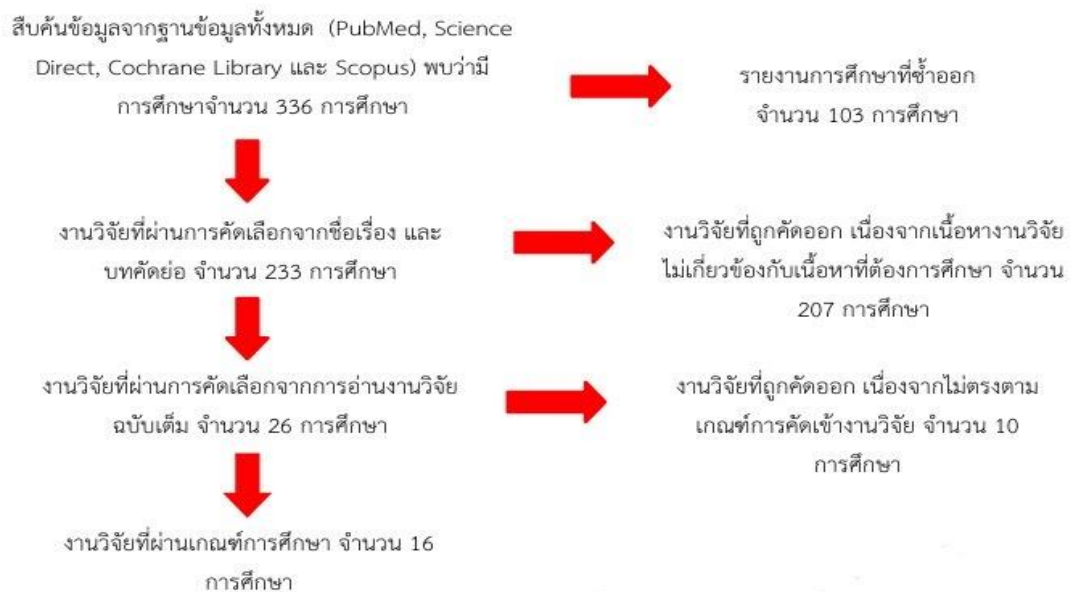 สืบค้นข้อมูลจากฐานข้อมูลทั้งหมด (PubMed, Science
Direct, Cochrane Library และ Scopus) พบว่ามี
การศึกษาจำนวน 336 การศึกษา
รายงานการศึกษาที่ซ้ำออก
จำนวน 103 การศึกษา
งานวิจัยที่ผ่านการคัดเลือกจากชื่อเรื่อง และ
บทคัดย่อ จำนวน 233 การศึกษา
งานวิจัยที่ถูกคัดออก เนื่องจากเนื้อหางานวิจัย
ไม่เกี่ยวข้องกับเนื้อหาที่ต้องการศึกษา จำนวน
207 การศึกษา
งานวิจัยที่ผ่านการคัดเลือกจากการอ่านงานวิจัย
ฉบับเต็ม จำนวน 26 การศึกษา
งานวิจัยที่ถูกคัดออก เนื่องจากไม่ตรงตาม
เกณฑ์การคัดเข้างานวิจัย จำนวน 10
การศึกษา
งานวิจัยที่ผ่านเกณฑ์การศึกษา จำนวน 16
การศึกษา